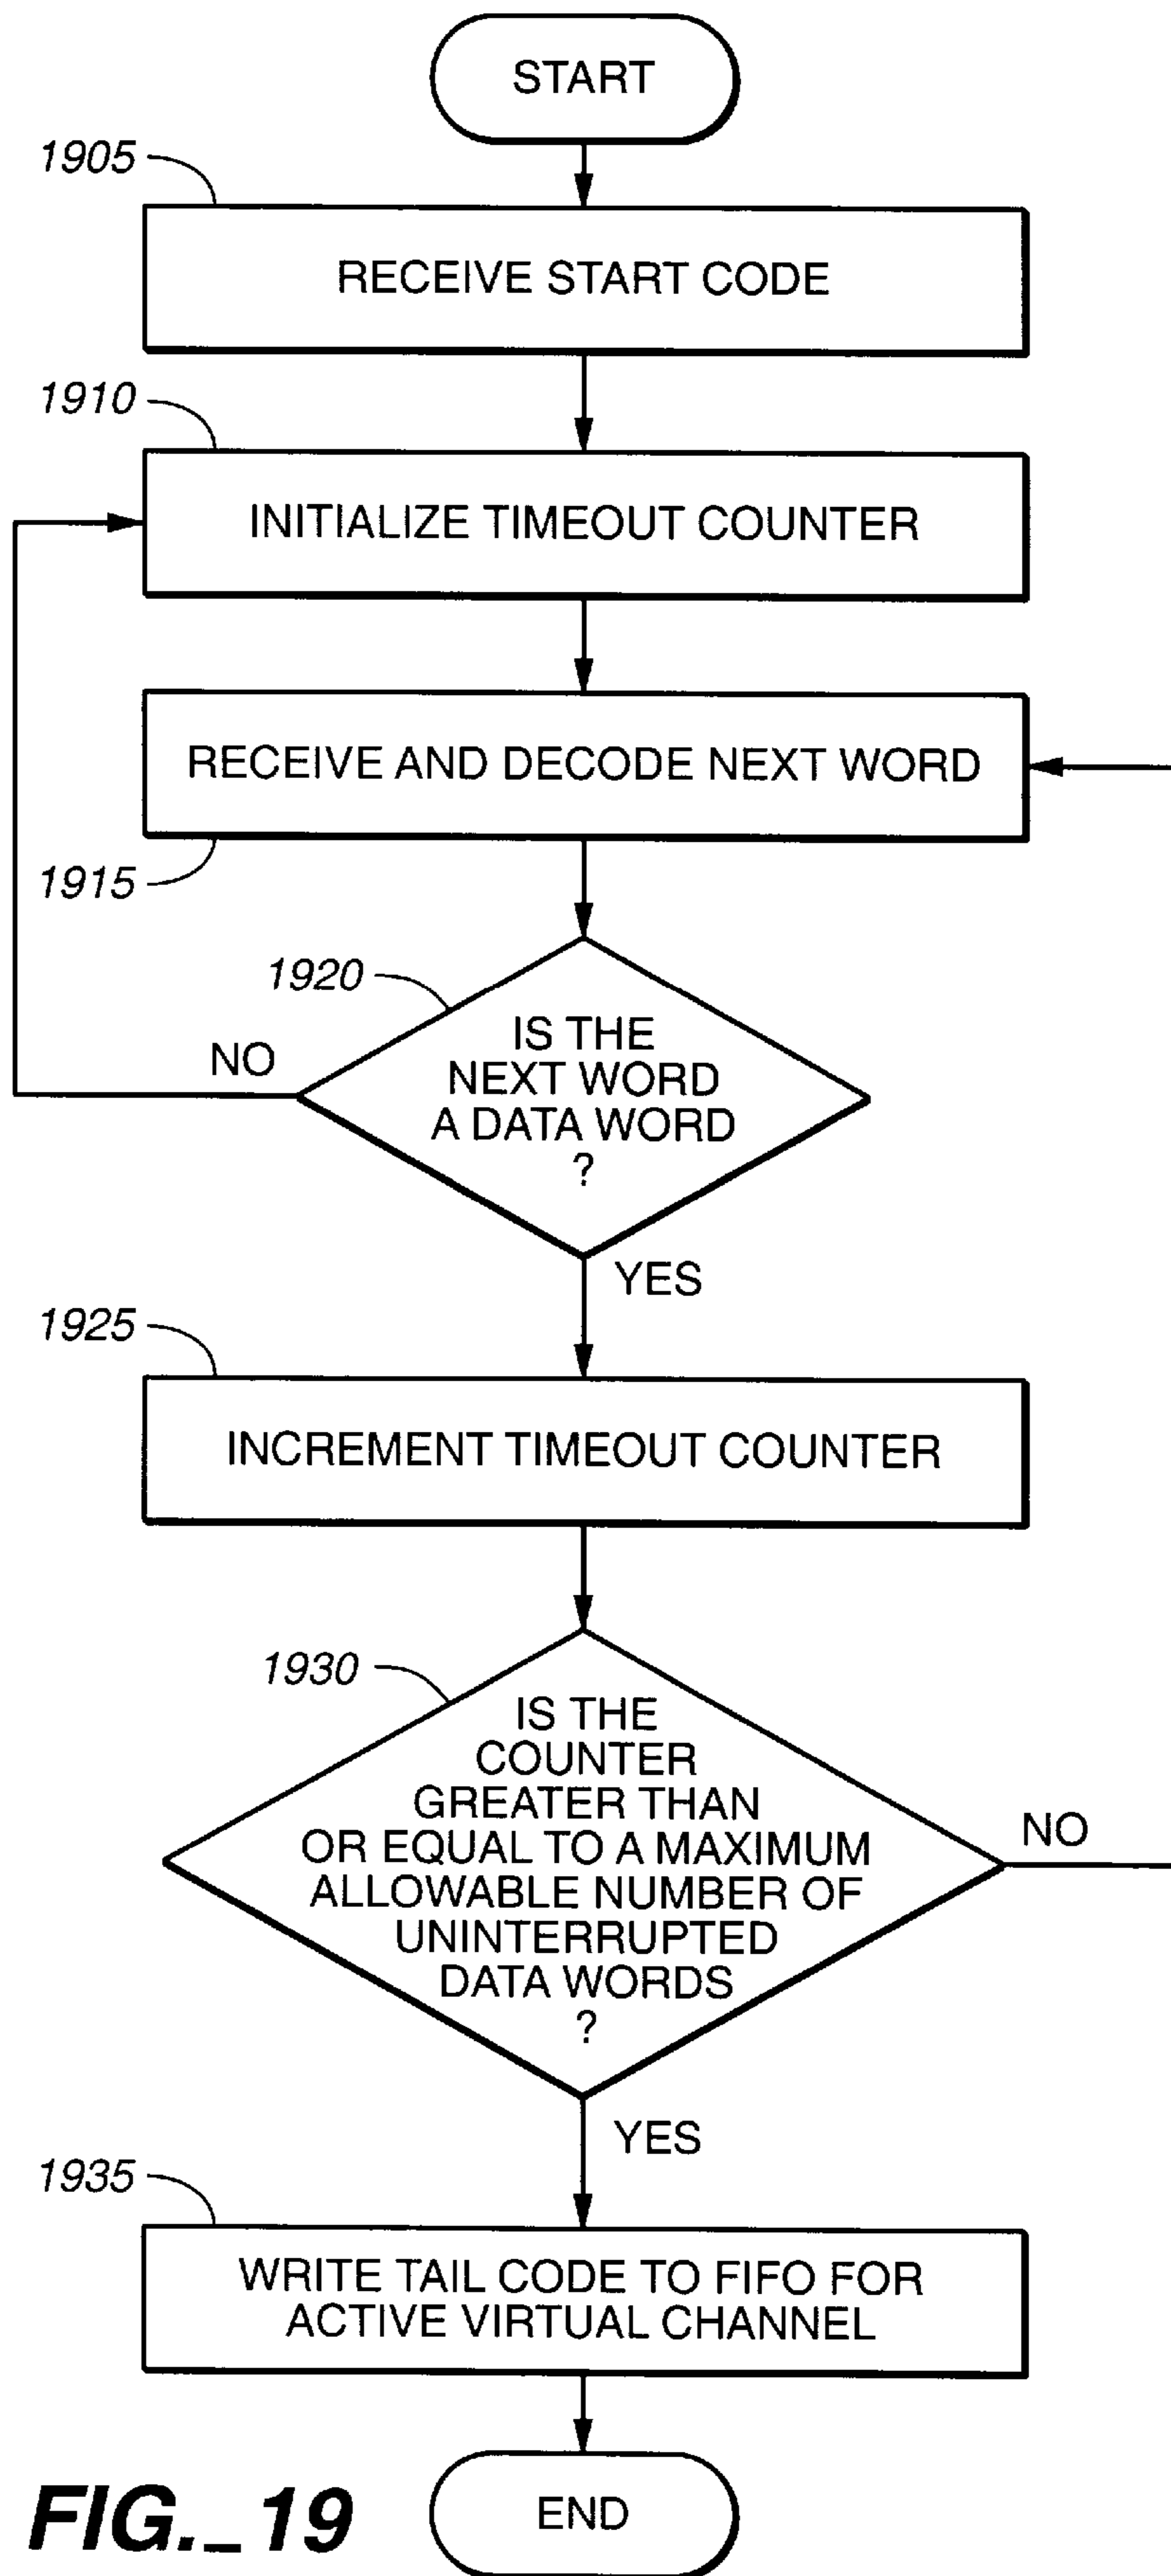 START
1905
RECEIVE START CODE
1910
INITIALIZE TIMEOUT COUNTER
RECEIVE AND DECODE NEXT WORD
1915
1920
IS THE
NEXT WORD
A DATA WORD
?
NO
YES
1925
INCREMENT TIMEOUT COUNTER
1930
IS THE
COUNTER
GREATER THAN
OR EQUAL TO A MAXIMUM
ALLOWABLE NUMBER OF
UNINTERRUPTED
DATA WORDS
?
NO
YES
1935
WRITE TAIL CODE TO FIFO FOR
ACTIVE VIRTUAL CHANNEL
END
FIG._19